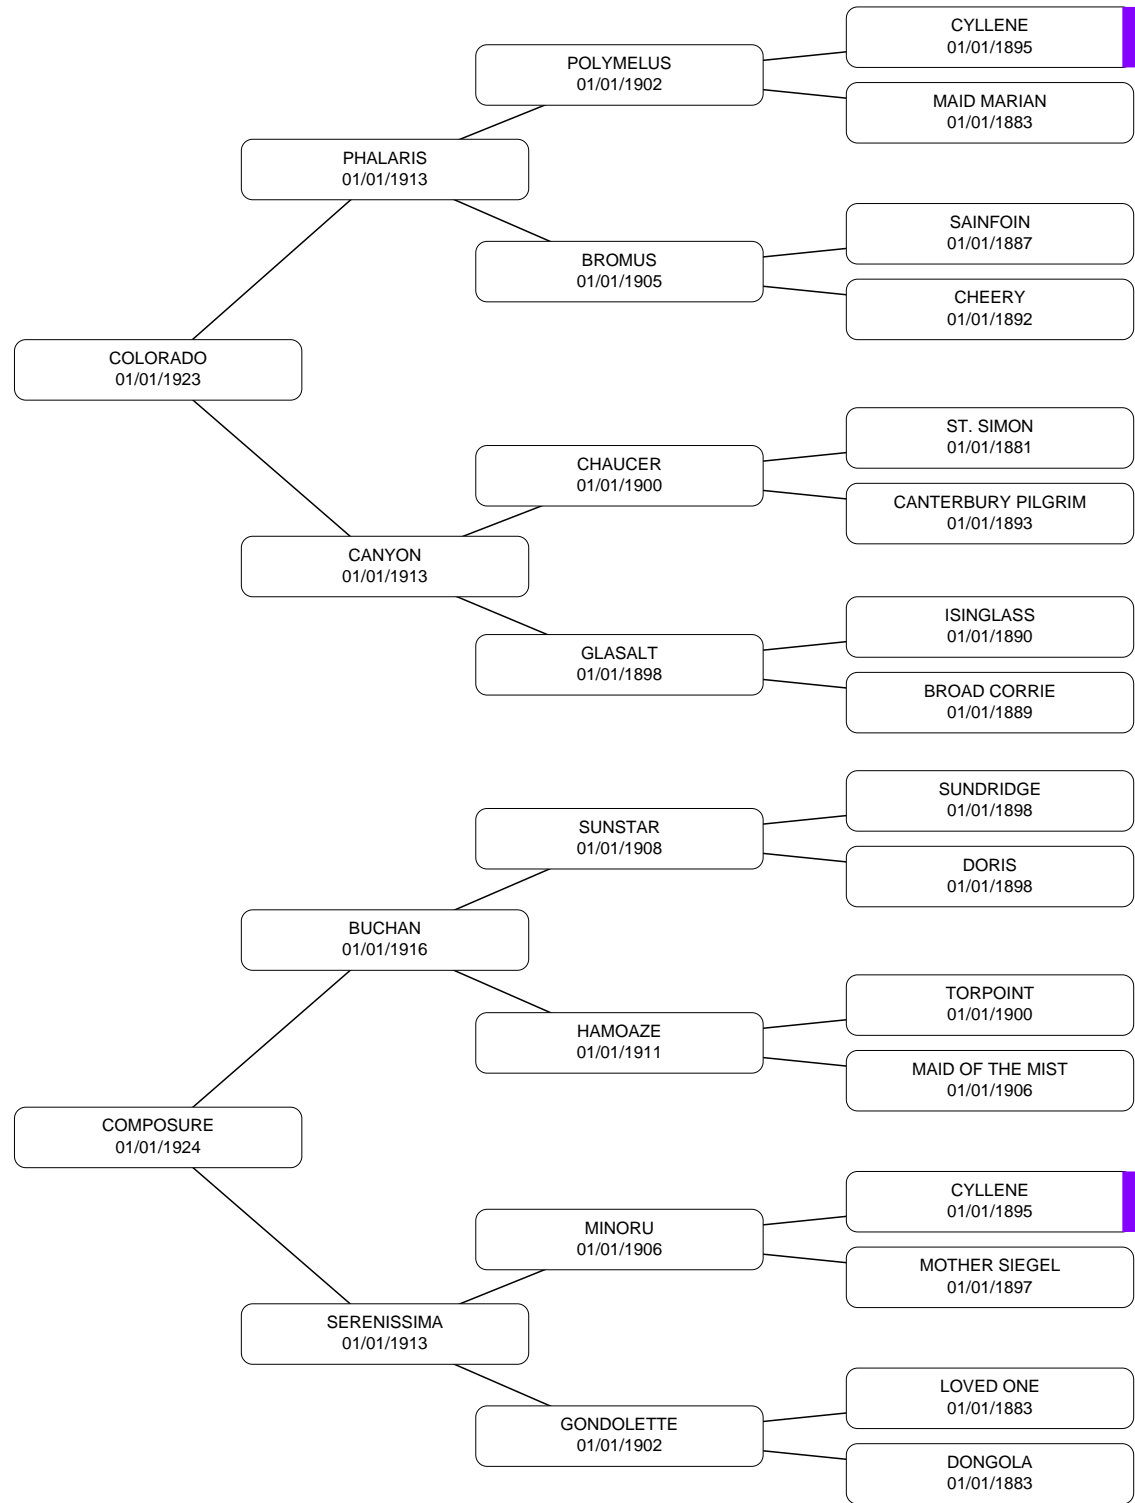 CYLLENE
01/01/1895
POLYMELUS
01/01/1902
MAID MARIAN
01/01/1883
PHALARIS
01/01/1913
SAINFOIN
01/01/1887
BROMUS
01/01/1905
CHEERY
01/01/1892
COLORADO
01/01/1923
ST. SIMON
01/01/1881
CHAUCER
01/01/1900
CANTERBURY PILGRIM
01/01/1893
CANYON
01/01/1913
ISINGLASS
01/01/1890
GLASALT
01/01/1898
BROAD CORRIE
01/01/1889
SUNDRIDGE
01/01/1898
SUNSTAR
01/01/1908
DORIS
01/01/1898
BUCHAN
01/01/1916
TORPOINT
01/01/1900
HAMOAZE
01/01/1911
MAID OF THE MIST
01/01/1906
COMPOSURE
01/01/1924
CYLLENE
01/01/1895
MINORU
01/01/1906
MOTHER SIEGEL
01/01/1897
SERENISSIMA
01/01/1913
LOVED ONE
01/01/1883
GONDOLETTE
01/01/1902
DONGOLA
01/01/1883